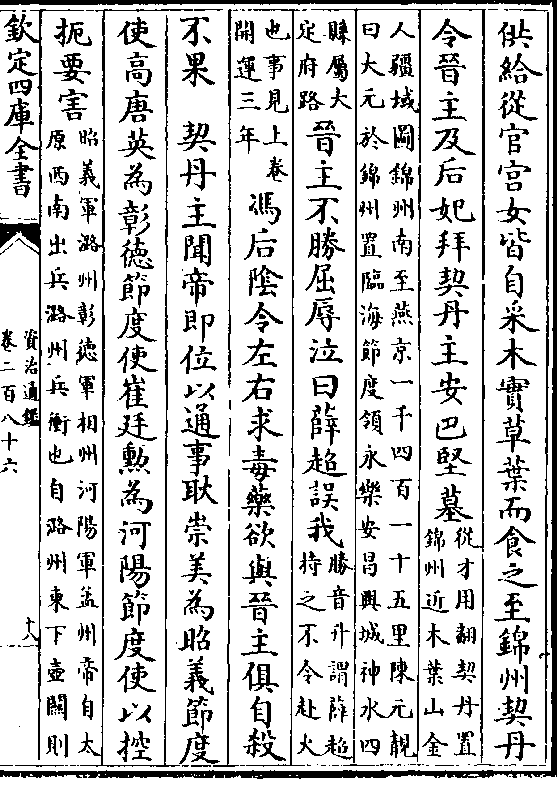 供給從官宫女皆自采木實草葉而食之至錦州契丹
令晉主及后妃拜契丹主安巴堅墓從才用翻契丹置
錦州近木葉山金
人疆域圖錦州南至燕京一千四百一十五里陳元靚
曰大元於錦州置臨海節度領永樂安昌興城神水四
縣屬大
定府路晉主不勝屈辱泣曰薛超誤我勝音升謂薛超
持之不令赴火
也事見上卷
開運三年馮后隂令左右求毒藥欲與晉主俱自殺
不果　契丹主聞帝即位以通事耿崇美為昭義節度
使高唐英為彰德節度使崔廷勲為河陽節度使以控
扼要害昭義軍潞州彰德軍相州河陽軍孟州帝自太
原西南出兵潞州兵衝也自潞州東下壺關則
欽定四庫全書
資治通鑑
卷二百八十六
十八